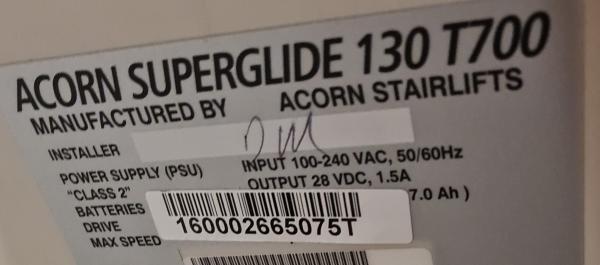 ACORN SUPERGLIDE 130 T700
MANUFACTURED BY ACORN STAIRLIFTS
INSTALLER
POWER SUPPLY (PSU) INPUT 100-240 VAC, 50/60Hz
"CLASS 2" OUTPUT 28 VDC, 1.5A
BATTERIES 7.0 Ah )
DRIVE 160002665075T
MAX SPEED